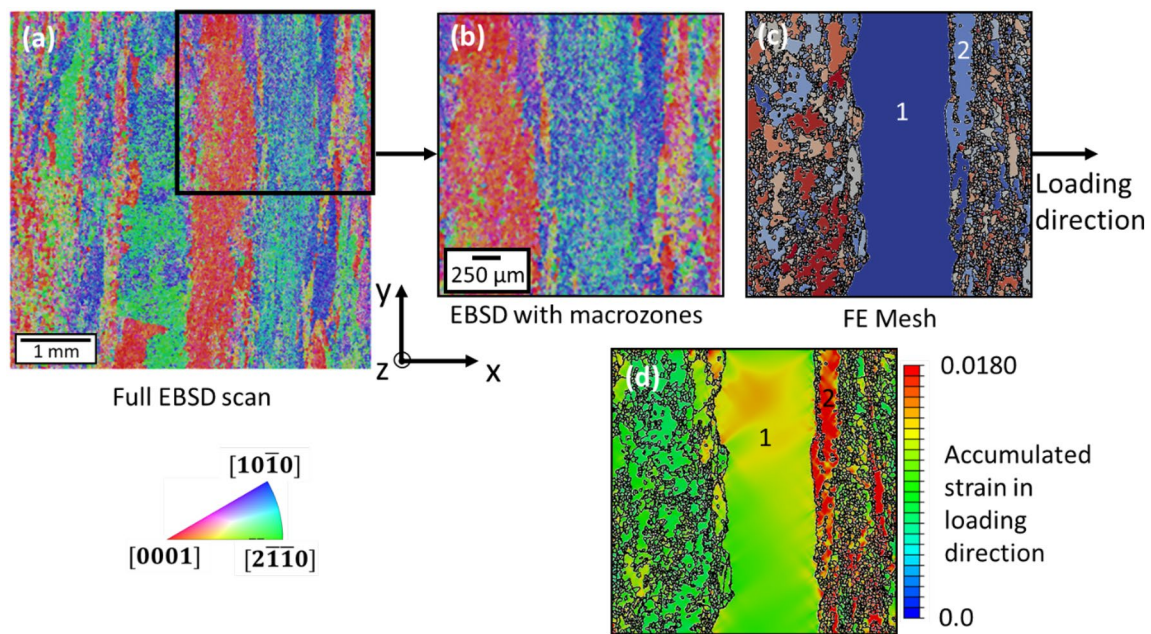 (a)
1 mm
Full EBSD scan
y
z
x
(b)
250 μm
EBSD with macrozones
(c)
1
2
FE Mesh
Loading
direction
[101̅0]
[0001]
[21̅1̅0]
(d)
1
2
0.0180
Accumulated
strain in
loading
direction
0.0